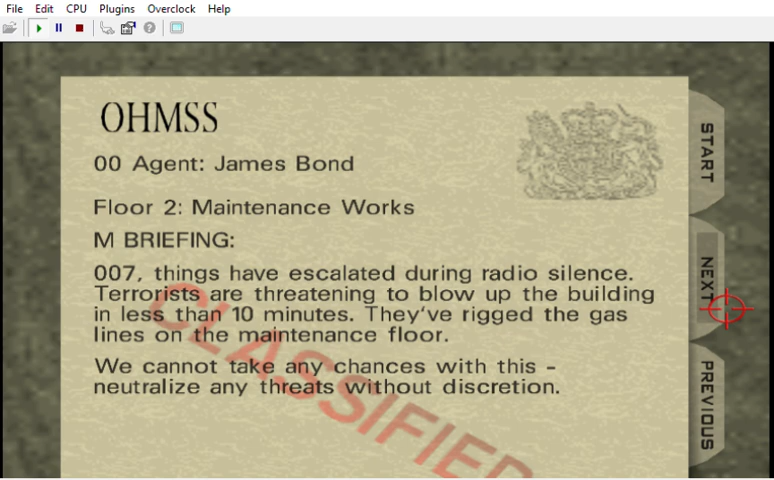 File Edit CPU Plugins Overclock Help
OHMSS
00 Agent: James Bond
Floor 2: Maintenance Works
M BRIEFING:
007, things have escalated during radio silence.
Terrorists are threatening to blow up the building
in less than 10 minutes. They've rigged the gas
lines on the maintenance floor.
We cannot take any chances with this -
neutralize any threats without discretion.
CLASSIFIED
START
NEXT
PREVIOUS